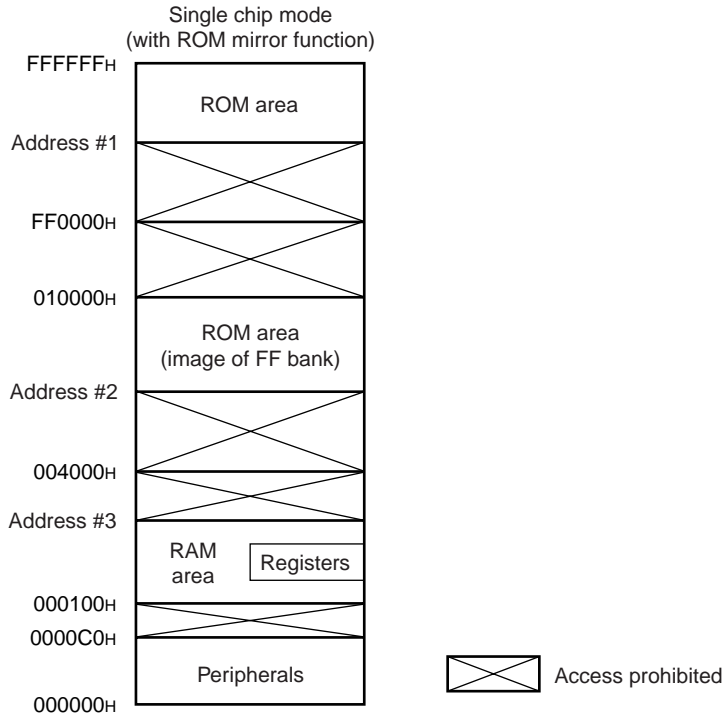 Single chip mode
(with ROM mirror function)
FFFFFFH
ROM area
Address #1
FF0000H
010000H
ROM area
(image of FF bank)
Address #2
004000H
Address #3
RAM
area
Registers
000100H
0000C0H
Peripherals
000000H
Access prohibited